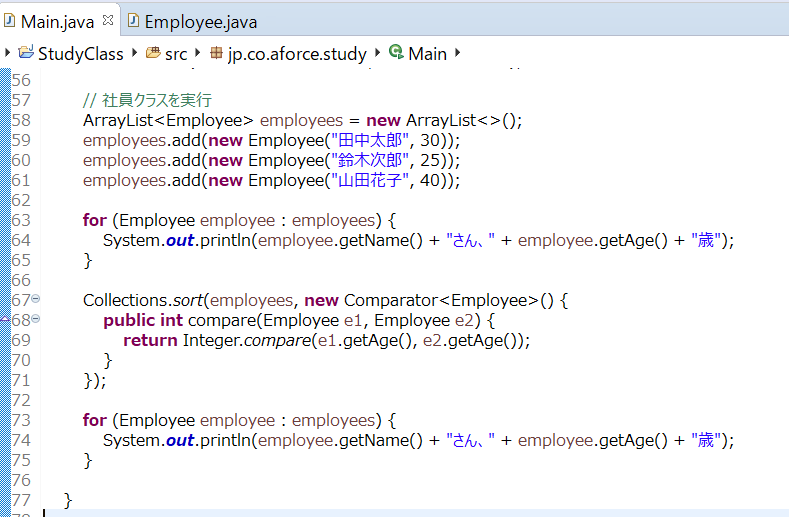 Main.java Employee.java
StudyClass src jp.co.aforce.study Main
56
57 // 社員クラスを実行
58 ArrayList<Employee> employees = new ArrayList<>();
59 employees.add(new Employee("田中太郎", 30));
60 employees.add(new Employee("鈴木次郎", 25));
61 employees.add(new Employee("山田花子", 40));
62
63 for (Employee employee : employees) {
64 System.out.println(employee.getName() + "さん、" + employee.getAge() + "歳");
65 }
66
67 Collections.sort(employees, new Comparator<Employee>() {
68 public int compare(Employee e1, Employee e2) {
69 return Integer.compare(e1.getAge(), e2.getAge());
70 }
71 });
72
73 for (Employee employee : employees) {
74 System.out.println(employee.getName() + "さん、" + employee.getAge() + "歳");
75 }
76
77 }